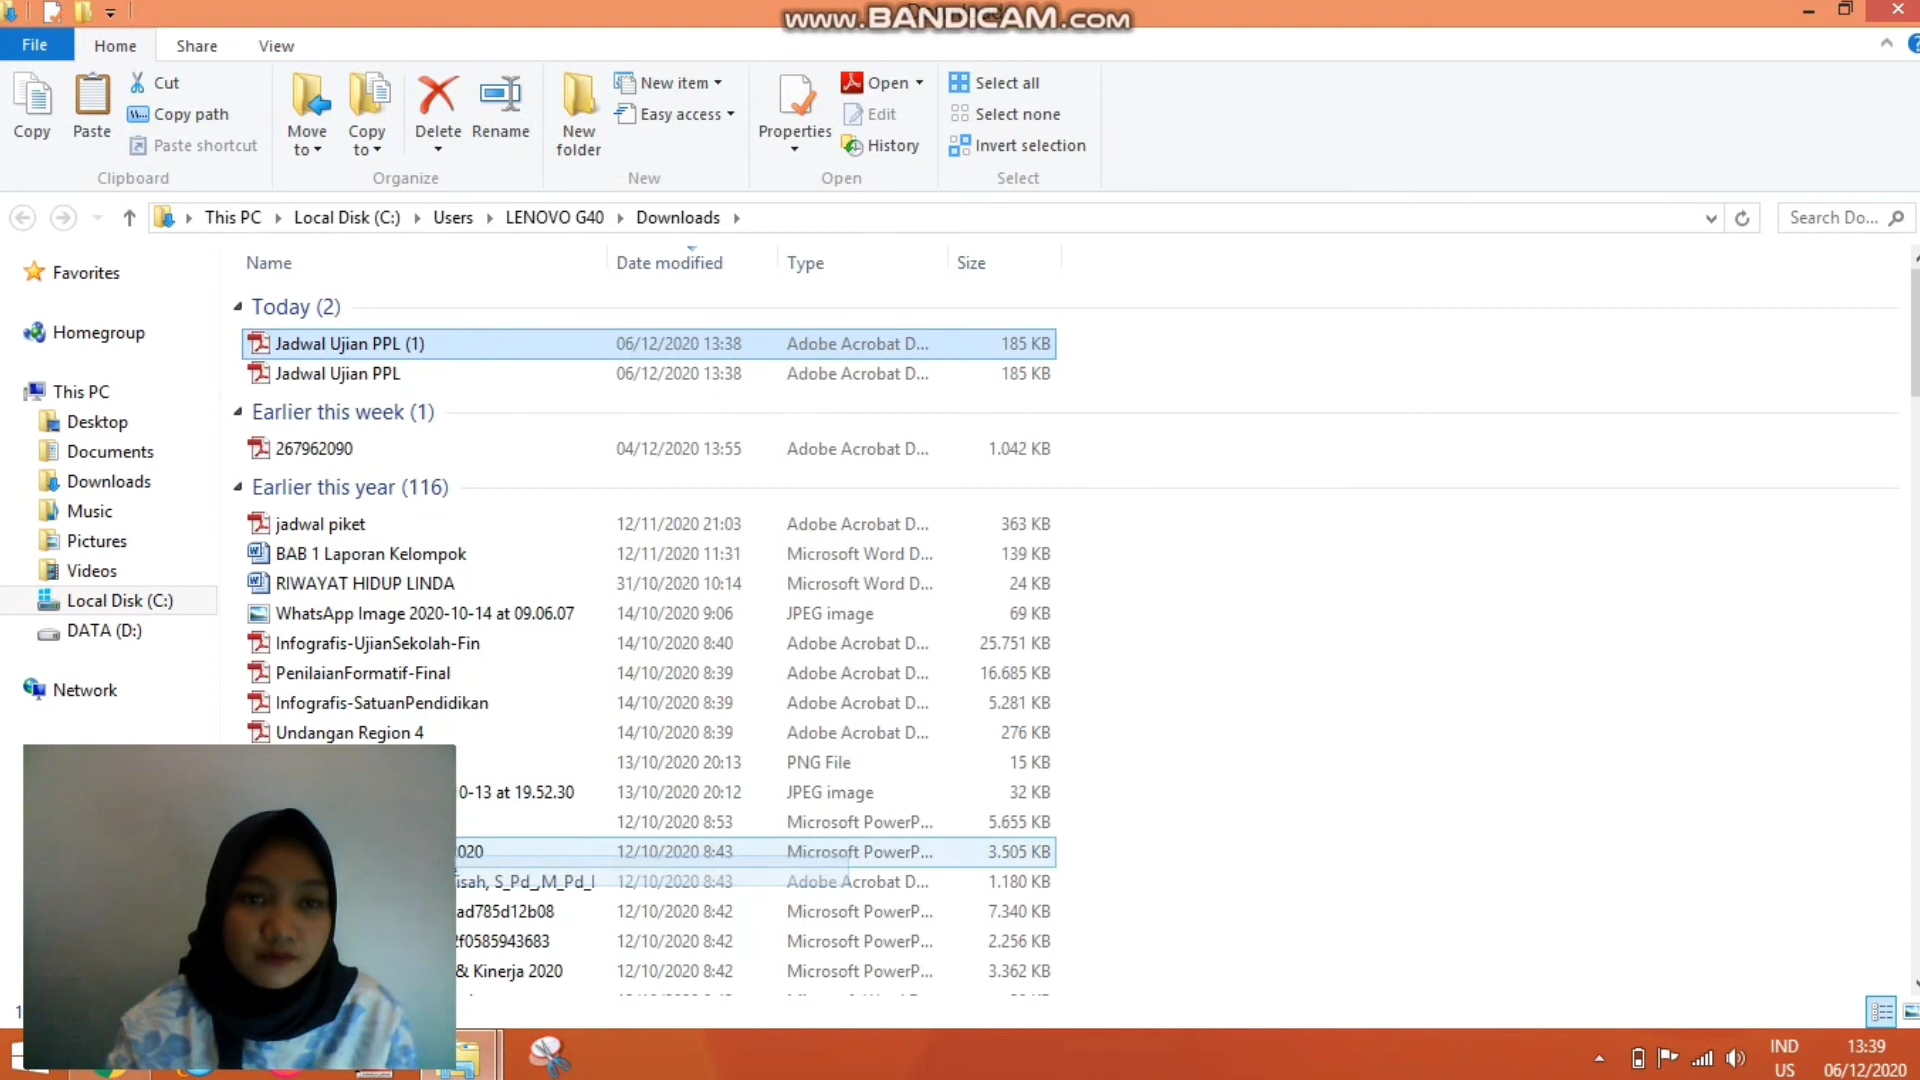 www.BANDICAM.com
File Home Share View
Copy
Paste
Cut
Copy path
Paste shortcut
Clipboard
Move to
Copy to
Delete
Rename
Organize
New folder
New item
Easy access
New
Properties
Open
Edit
History
Open
Select all
Select none
Invert selection
Select
This PC Local Disk (C:) Users LENOVO G40 Downloads
Search Do...
Favorites
Homegroup
This PC
Desktop
Documents
Downloads
Music
Pictures
Videos
Local Disk (C:)
DATA (D:)
Network
Name Date modified Type Size
Today (2)
Jadwal Ujian PPL (1) 06/12/2020 13:38 Adobe Acrobat D... 185 KB
Jadwal Ujian PPL 06/12/2020 13:38 Adobe Acrobat D... 185 KB
Earlier this week (1)
267962090 04/12/2020 13:55 Adobe Acrobat D... 1.042 KB
Earlier this year (116)
jadwal piket 12/11/2020 21:03 Adobe Acrobat D... 363 KB
BAB 1 Laporan Kelompok 12/11/2020 11:31 Microsoft Word D... 139 KB
RIWAYAT HIDUP LINDA 31/10/2020 10:14 Microsoft Word D... 24 KB
WhatsApp Image 2020-10-14 at 09.06.07 14/10/2020 9:06 JPEG image 69 KB
Infografis-UjianSekolah-Fin 14/10/2020 8:40 Adobe Acrobat D... 25.751 KB
PenilaianFormatif-Final 14/10/2020 8:39 Adobe Acrobat D... 16.685 KB
Infografis-SatuanPendidikan 14/10/2020 8:39 Adobe Acrobat D... 5.281 KB
Undangan Region 4 14/10/2020 8:39 Adobe Acrobat D... 276 KB
13/10/2020 20:13 PNG File 15 KB
0-13 at 19.52.30 13/10/2020 20:12 JPEG image 32 KB
12/10/2020 8:53 Microsoft PowerP... 5.655 KB
2020 12/10/2020 8:43 Microsoft PowerP... 3.505 KB
isah, S_Pd_,M_Pd_I 12/10/2020 8:43 Adobe Acrobat D... 1.180 KB
ad785d12b08 12/10/2020 8:42 Microsoft PowerP... 7.340 KB
2f0585943683 12/10/2020 8:42 Microsoft PowerP... 2.256 KB
& Kinerja 2020 12/10/2020 8:42 Microsoft PowerP... 3.362 KB
IND
US
13:39
06/12/2020